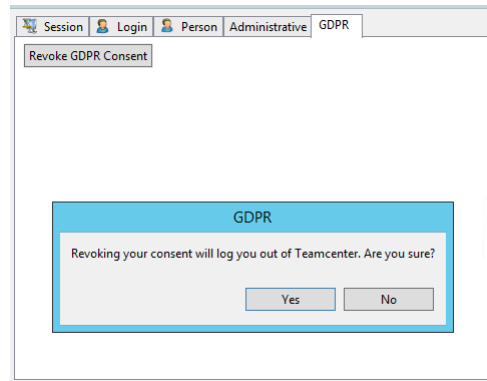 Session Login Person Administrative GDPR
Revoke GDPR Consent
GDPR
Revoking your consent will log you out of Teamcenter. Are you sure?
Yes No